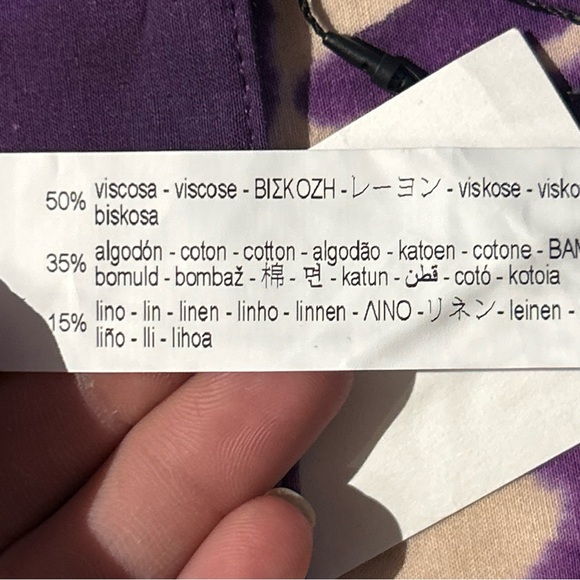 50% viscosa - viscose - ΒΙΣΚΟΖΗ - レーヨン - viskose -
biskosa
35% algodón - coton - cotton - algodão - katoen - cotone -
bomuld - bombaž - 棉 - 면 - katun - قطن - cotó - kotoia
15% lino - lin - linen - linho - linnen - ΛΙΝΟ - リネン - leinen -
liño - lli - lihoa